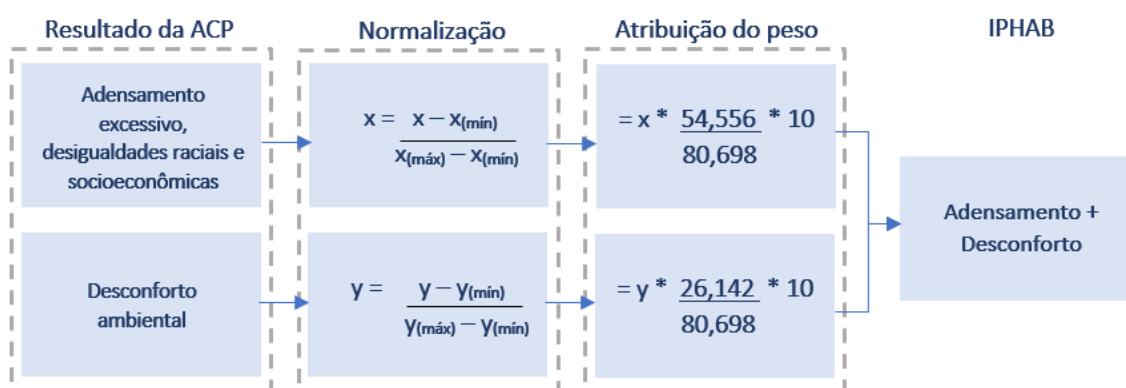 Resultado da ACP
Normalização
Atribuição do peso
IPHAB
Adensamento
excessivo,
desigualdades raciais e
socioeconômicas
x = x – x(mín)
x(máx) – x(mín)
= x * 54,556 * 10
80,698
Adensamento +
Desconforto
Desconforto
ambiental
y = y – y(mín)
y(máx) – y(mín)
= y * 26,142 * 10
80,698